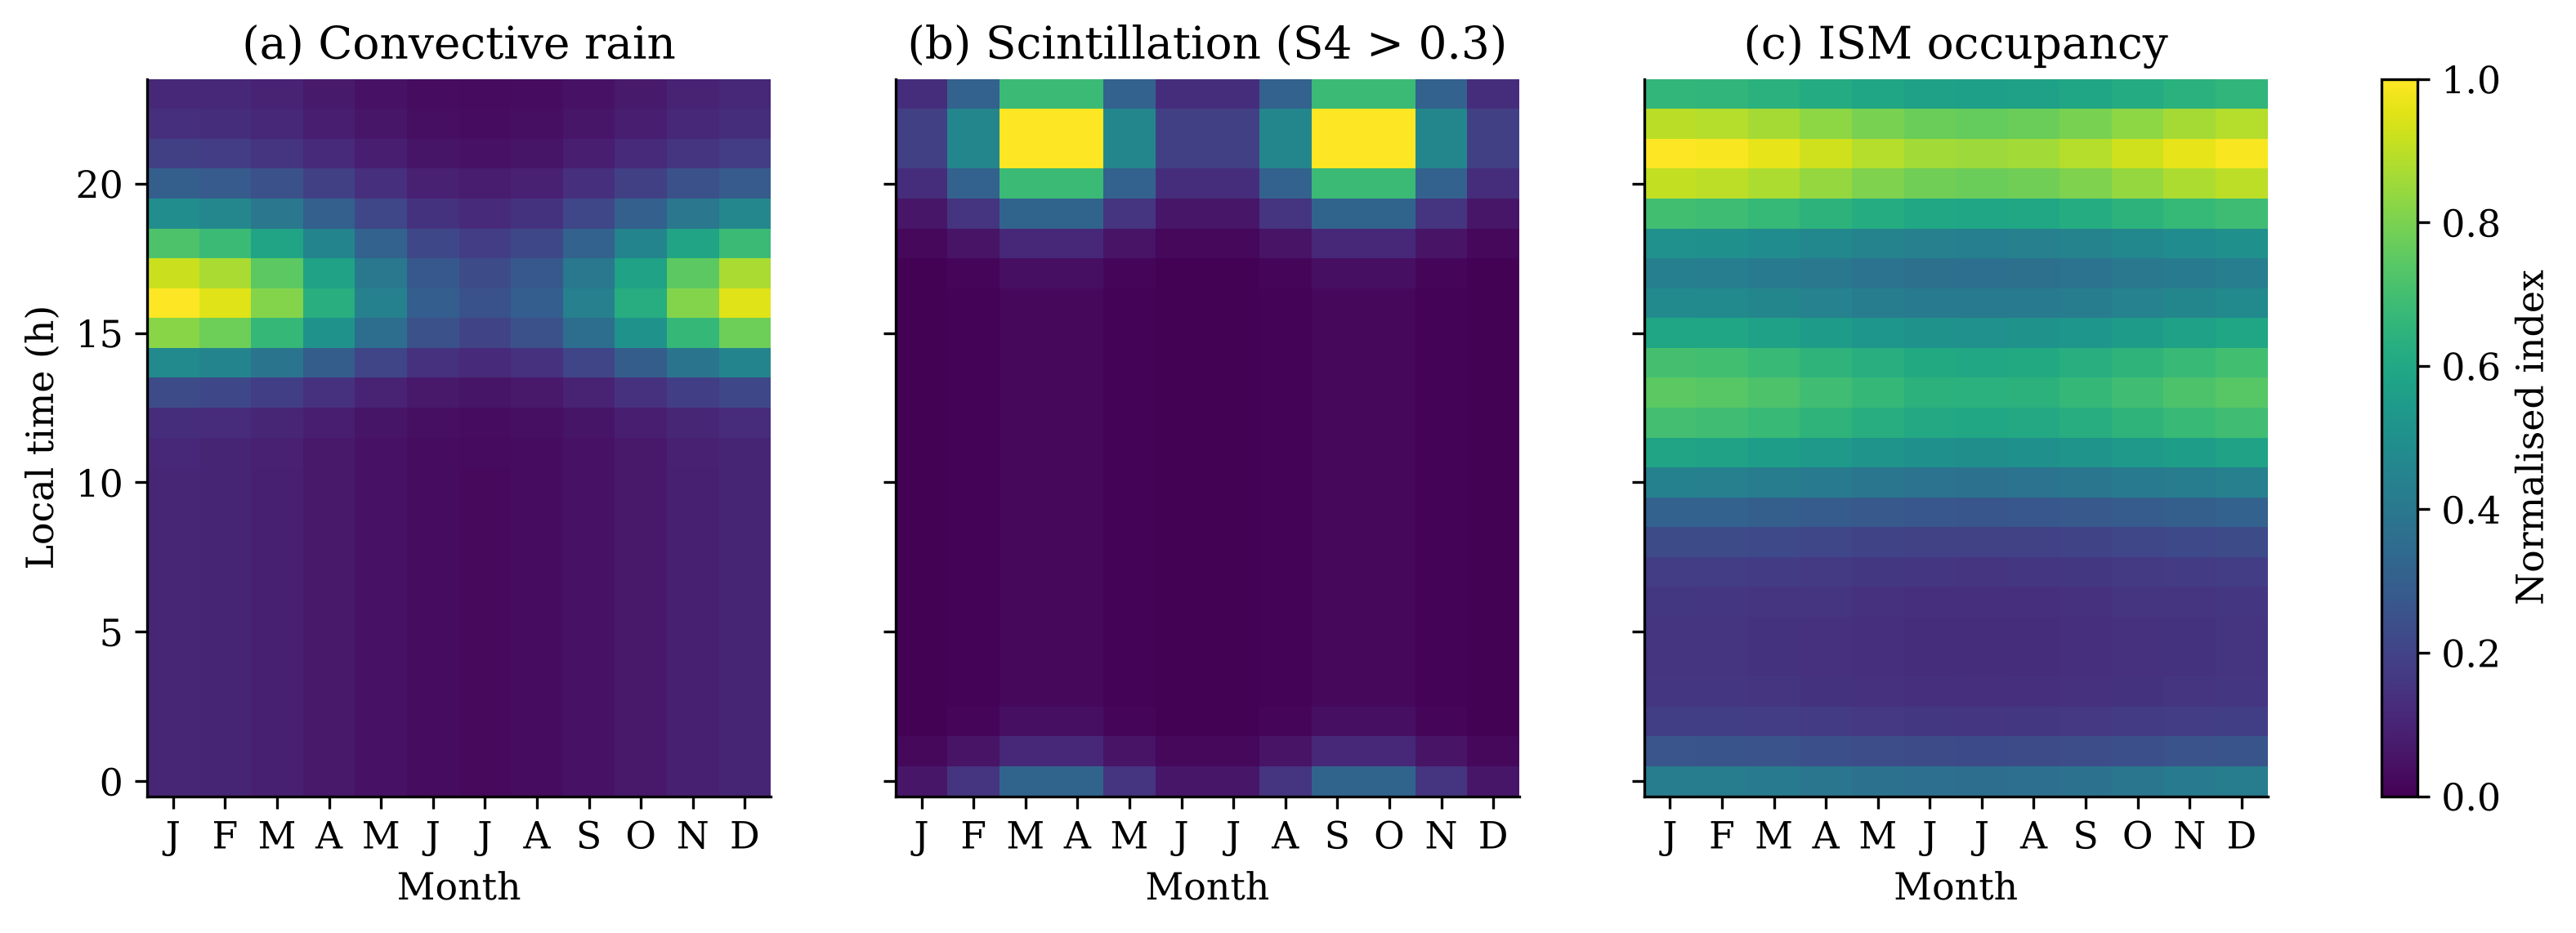 (a) Convective rain
(b) Scintillation (S4 > 0.3)
(c) ISM occupancy
Local time (h)
20
15
10
5
0
J F M A M J J A S O N D
Month
J F M A M J J A S O N D
Month
J F M A M J J A S O N D
Month
1.0
0.8
0.6
0.4
0.2
0.0
Normalised index